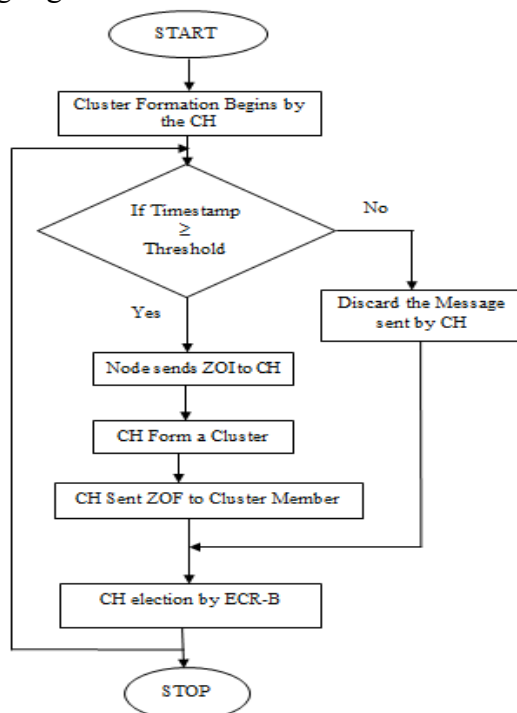 START
Cluster Formation Begins by
the CH
If Timestamp
≥
Threshold
No
Yes
Discard the Message
sent by CH
Node sends ZOI to CH
CH Form a Cluster
CH Sent ZOF to Cluster Member
CH election by ECR-B
STOP